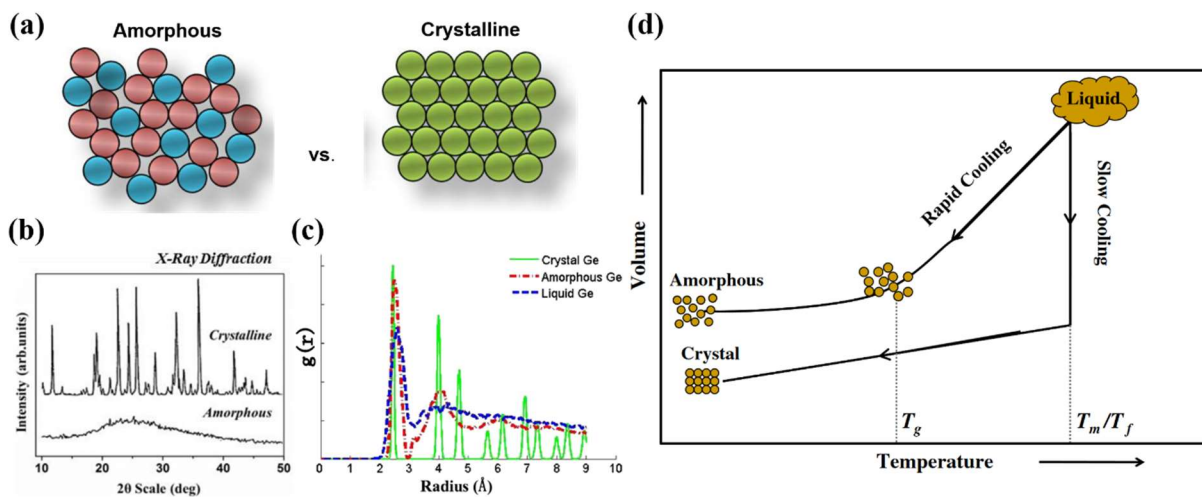 (a)
Amorphous
Crystalline
vs.
(b)
X-Ray Diffraction
Crystalline
Amorphous
Intensity (arb.units)
10 20 30 40 50
2θ Scale (deg)
(c)
Crystal Ge
Amorphous Ge
Liquid Ge
g(r)
0 1 2 3 4 5 6 7 8 9 10
Radius (Å)
(d)
Liquid
Rapid Cooling
Slow Cooling
Volume
Amorphous
Crystal
Tg
Tm/Tf
Temperature